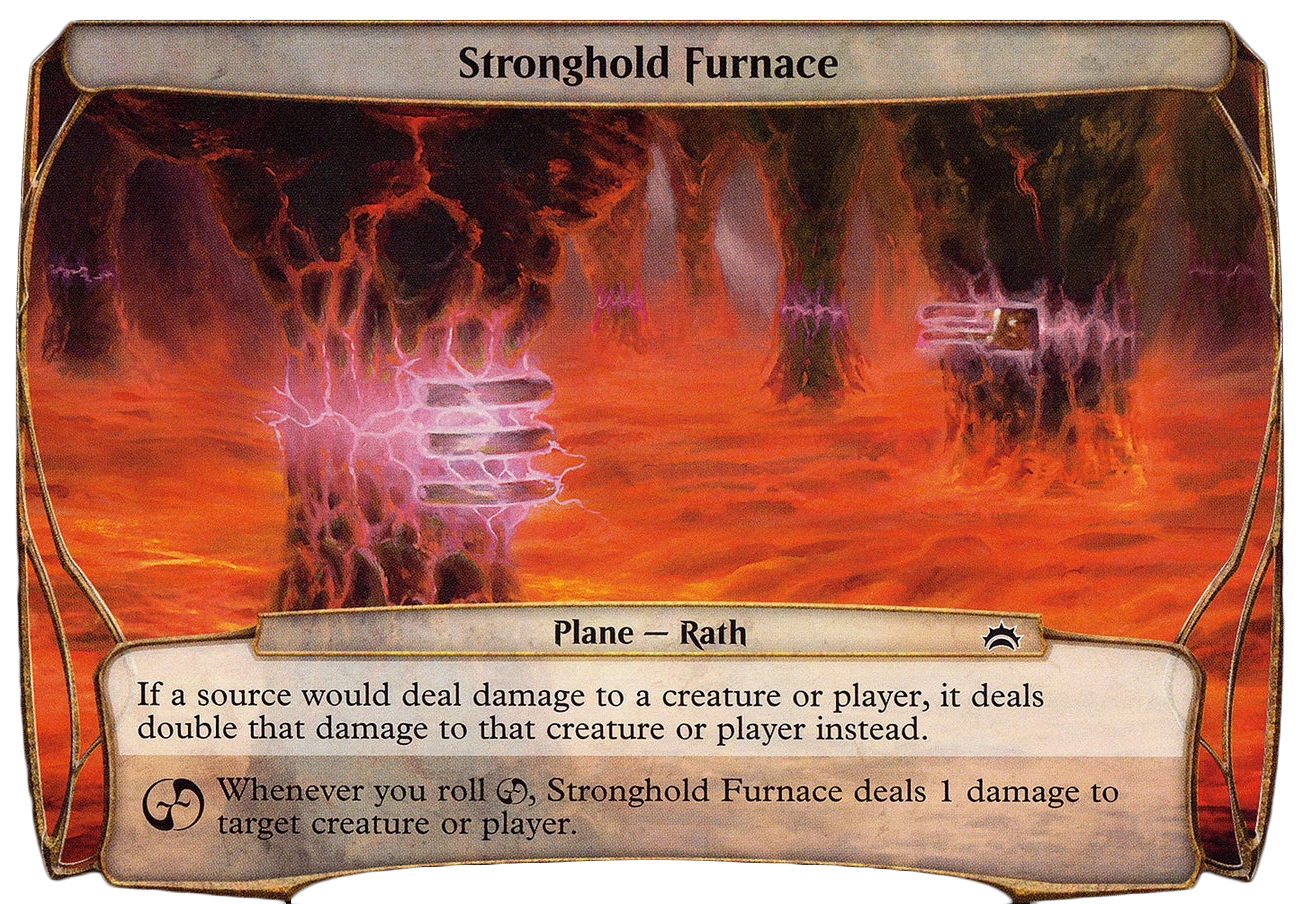 Stronghold Furnace
Plane — Rath
If a source would deal damage to a creature or player, it deals
double that damage to that creature or player instead.
Whenever you roll , Stronghold Furnace deals 1 damage to
target creature or player.